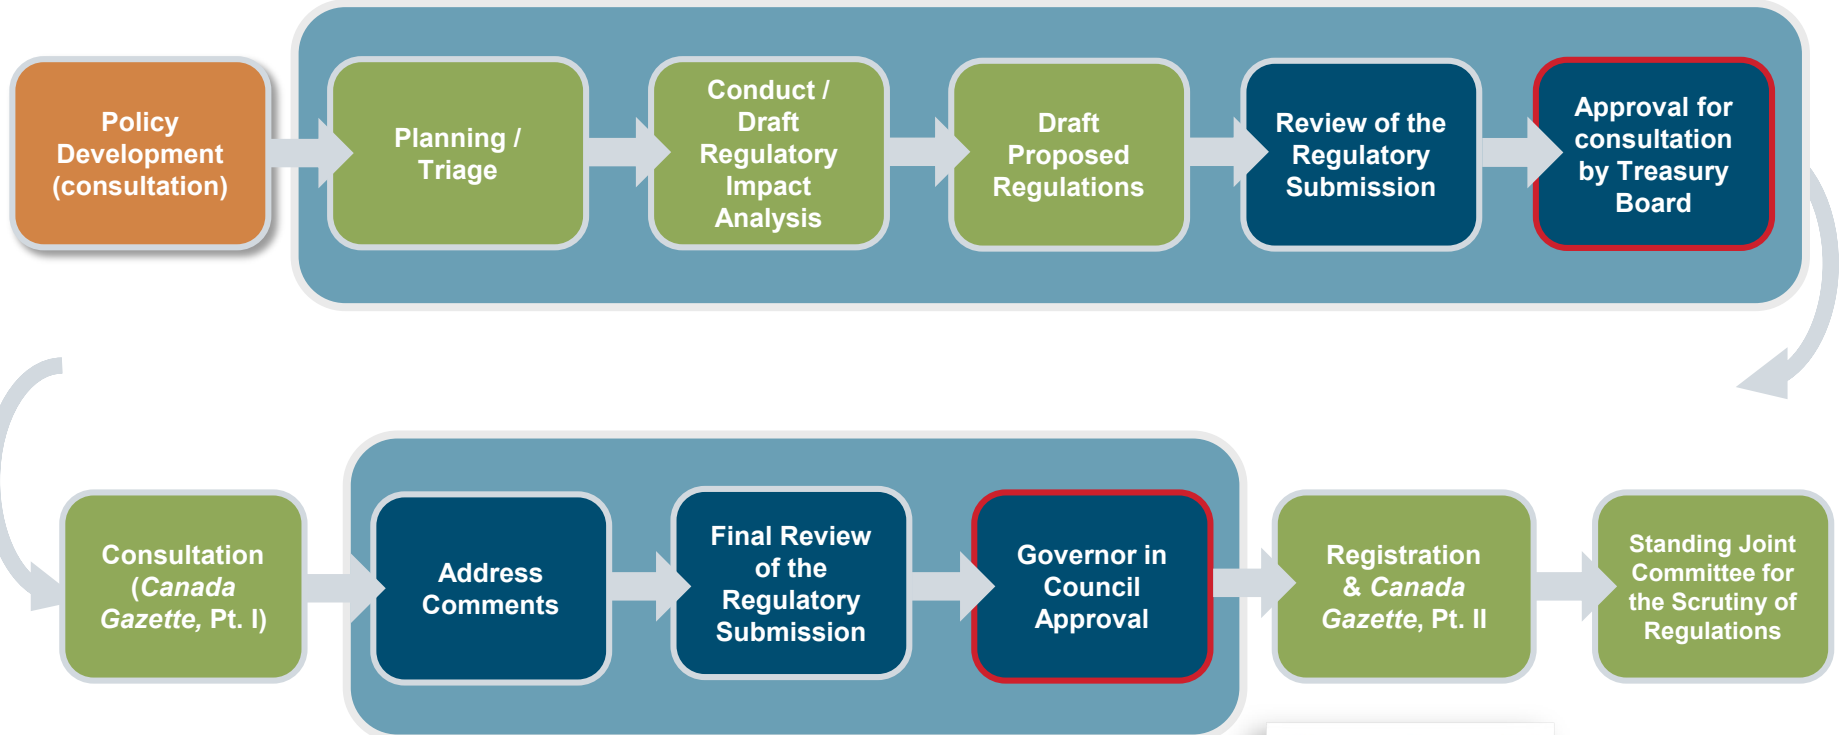 Policy
Development
(consultation)
Planning /
Triage
Conduct /
Draft
Regulatory
Impact
Analysis
Draft
Proposed
Regulations
Review of the
Regulatory
Submission
Approval for
consultation
by Treasury
Board
Consultation
(Canada
Gazette, Pt. I)
Address
Comments
Final Review
of the
Regulatory
Submission
Governor in
Council
Approval
Registration
& Canada
Gazette, Pt. II
Standing Joint
Committee for
the Scrutiny of
Regulations